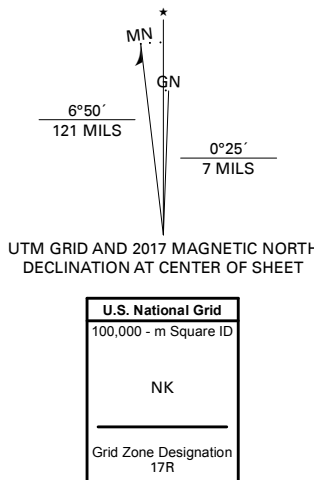 ★
MN
GN
6°50´
121 MILS
0°25´
7 MILS
UTM GRID AND 2017 MAGNETIC NORTH
DECLINATION AT CENTER OF SHEET
U.S. National Grid
100,000 - m Square ID
NK
Grid Zone Designation
17R